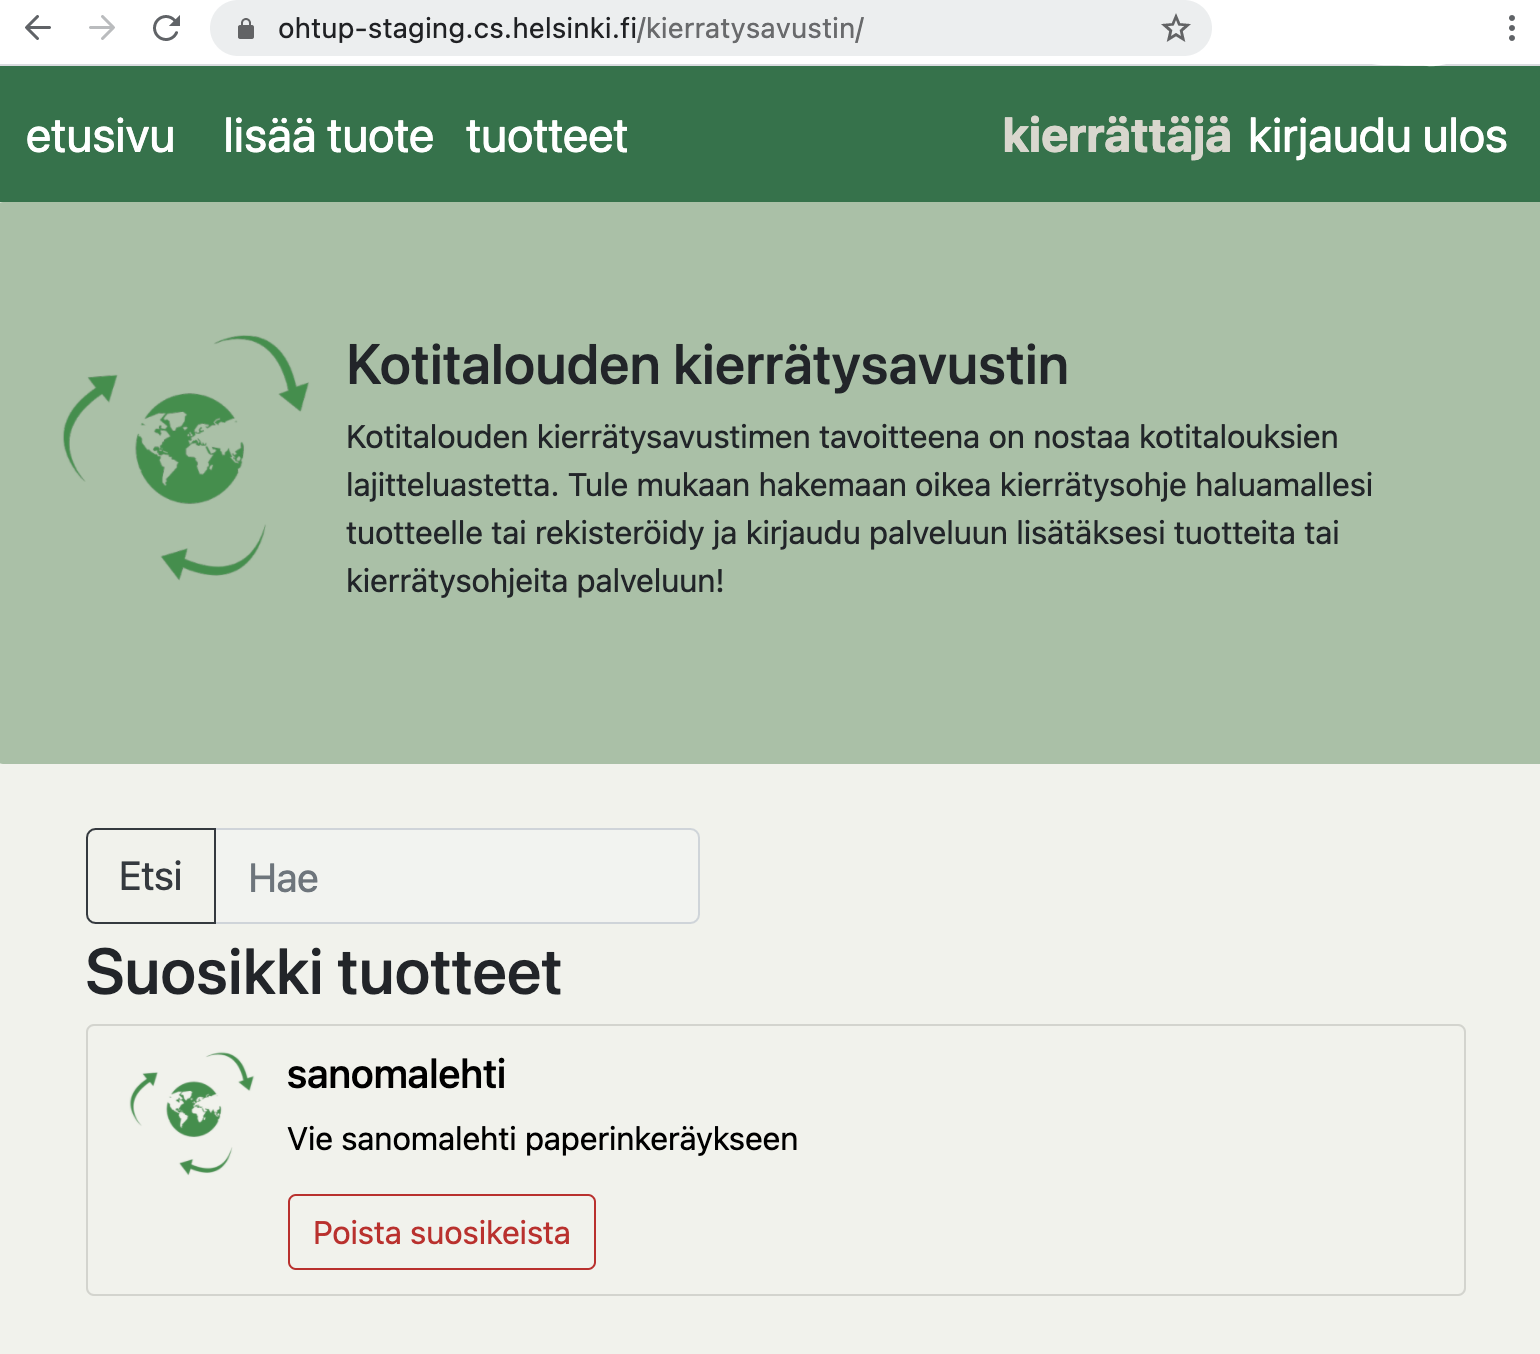 ohtup-staging.cs.helsinki.fi/kierratysavustin/
etusivu lisää tuote tuotteet kierrättäjä kirjaudu ulos
Kotitalouden kierrätysavustin
Kotitalouden kierrätysavustimen tavoitteena on nostaa kotitalouksien
lajitteluastetta. Tule mukaan hakemaan oikea kierrätysohje haluamallesi
tuotteelle tai rekisteröidy ja kirjaudu palveluun lisätäksesi tuotteita tai
kierrätysohjeita palveluun!
Etsi Hae
Suosikki tuotteet
sanomalehti
Vie sanomalehti paperinkeräykseen
Poista suosikeista